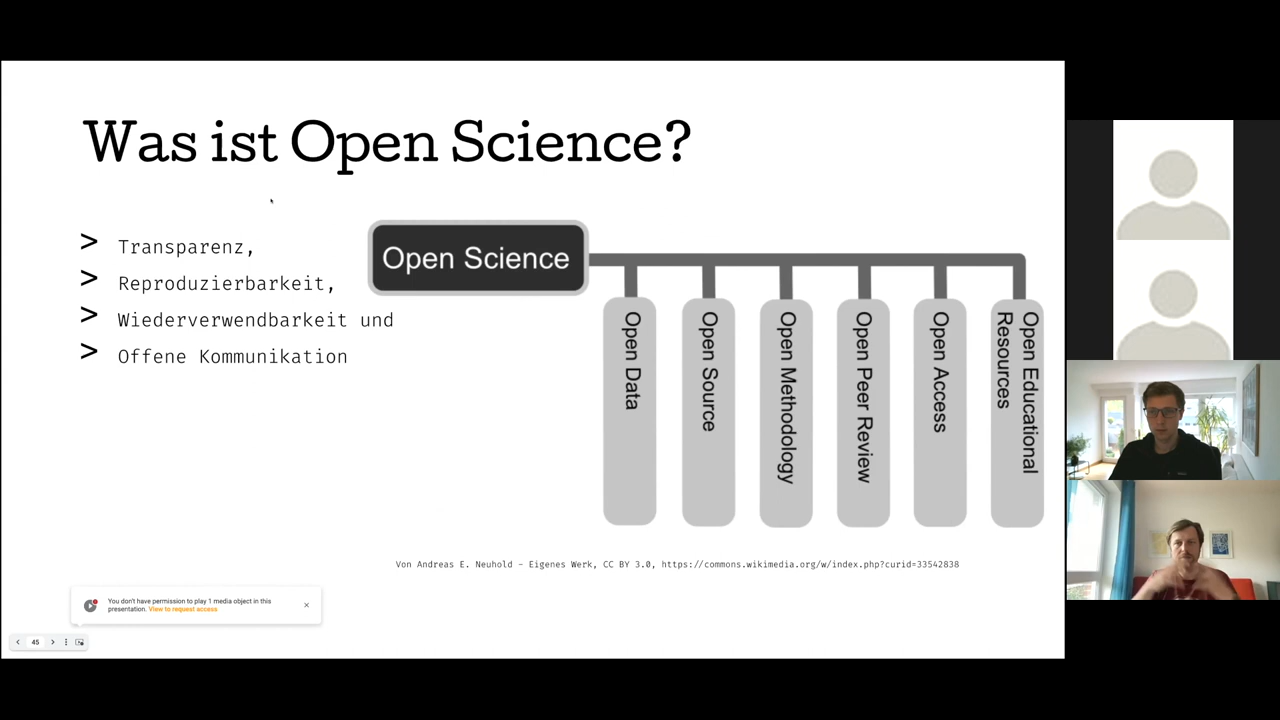 Was ist Open Science?
> Transparenz,
> Reproduzierbarkeit,
> Wiederverwendbarkeit und
> Offene Kommunikation
Open Science
Open Data
Open Source
Open Methodology
Open Peer Review
Open Access
Open Educational
Resources
Von Andreas E. Neuhold - Eigenes Werk, CC BY 3.0, https://commons.wikimedia.org/w/index.php?curid=33542838
You don't have permission to play 1 media object in this
presentation. View to request access
45